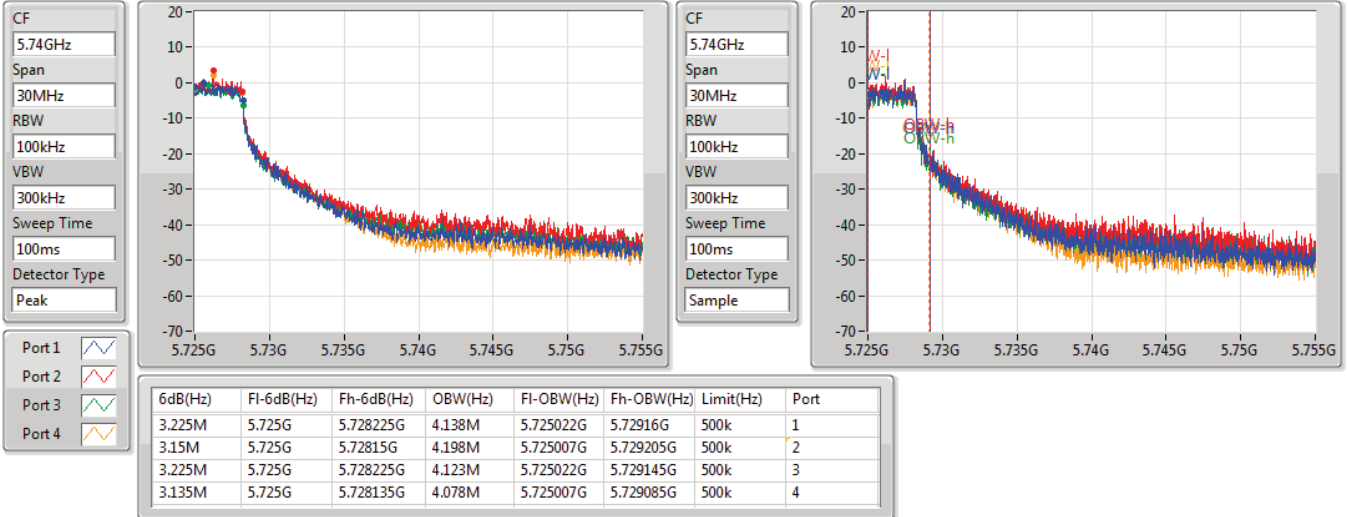 CF
5.74GHz
Span
30MHz
RBW
100kHz
VBW
300kHz
Sweep Time
100ms
Detector Type
Peak
20
10
0
-10
-20
-30
-40
-50
-60
-70
5.725G 5.73G 5.735G 5.74G 5.745G 5.75G 5.755G
CF
5.74GHz
Span
30MHz
RBW
100kHz
VBW
300kHz
Sweep Time
100ms
Detector Type
Sample
20
10
0
-10
-20
-30
-40
-50
-60
-70
W-l
W-l
OBW-h
OBW-h
5.725G 5.73G 5.735G 5.74G 5.745G 5.75G 5.755G
Port 1
Port 2
Port 3
Port 4
6dB(Hz) Fl-6dB(Hz) Fh-6dB(Hz) OBW(Hz) Fl-OBW(Hz) Fh-OBW(Hz) Limit(Hz) Port
3.225M 5.725G 5.728225G 4.138M 5.725022G 5.72916G 500k 1
3.15M 5.725G 5.72815G 4.198M 5.725007G 5.729205G 500k 2
3.225M 5.725G 5.728225G 4.123M 5.725022G 5.729145G 500k 3
3.135M 5.725G 5.728135G 4.078M 5.725007G 5.729085G 500k 4